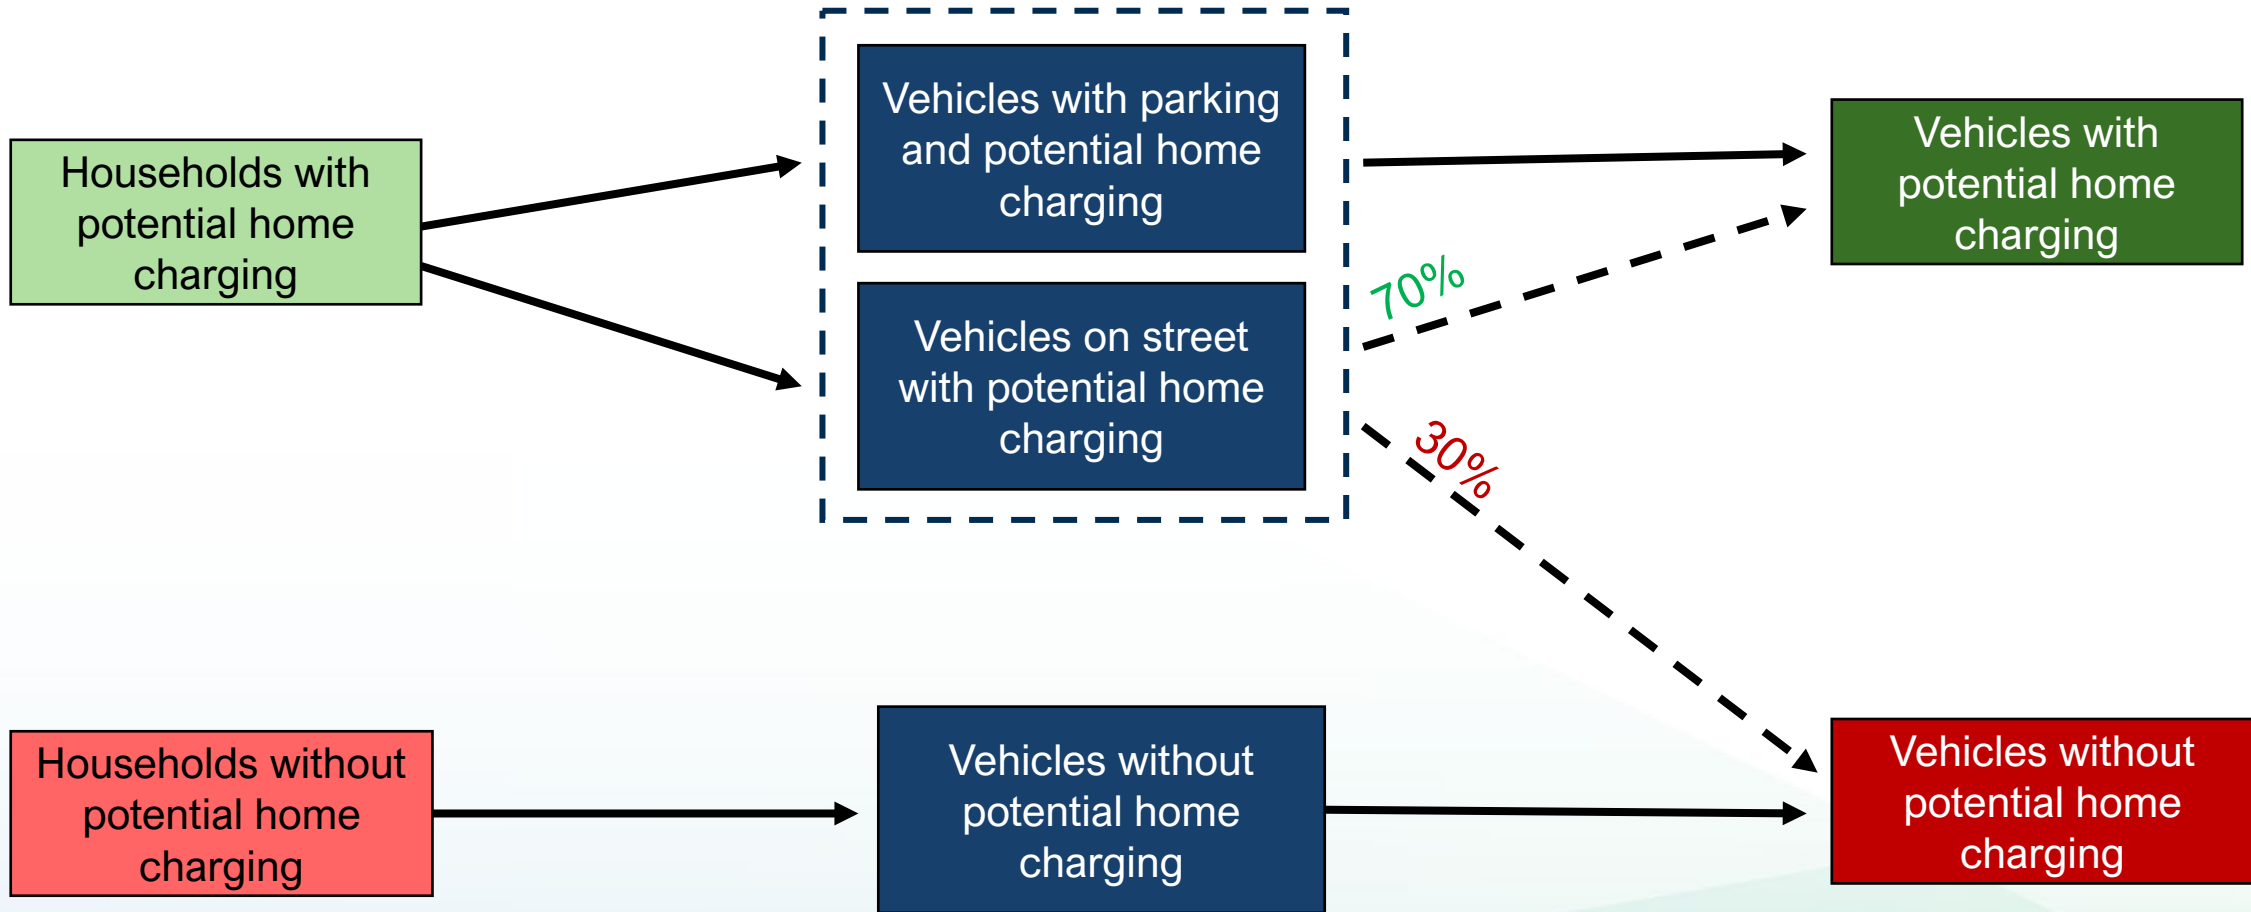 Households with
potential home
charging
Vehicles with parking
and potential home
charging
Vehicles on street
with potential home
charging
70%
30%
Vehicles with
potential home
charging
Households without
potential home
charging
Vehicles without
potential home
charging
Vehicles without
potential home
charging